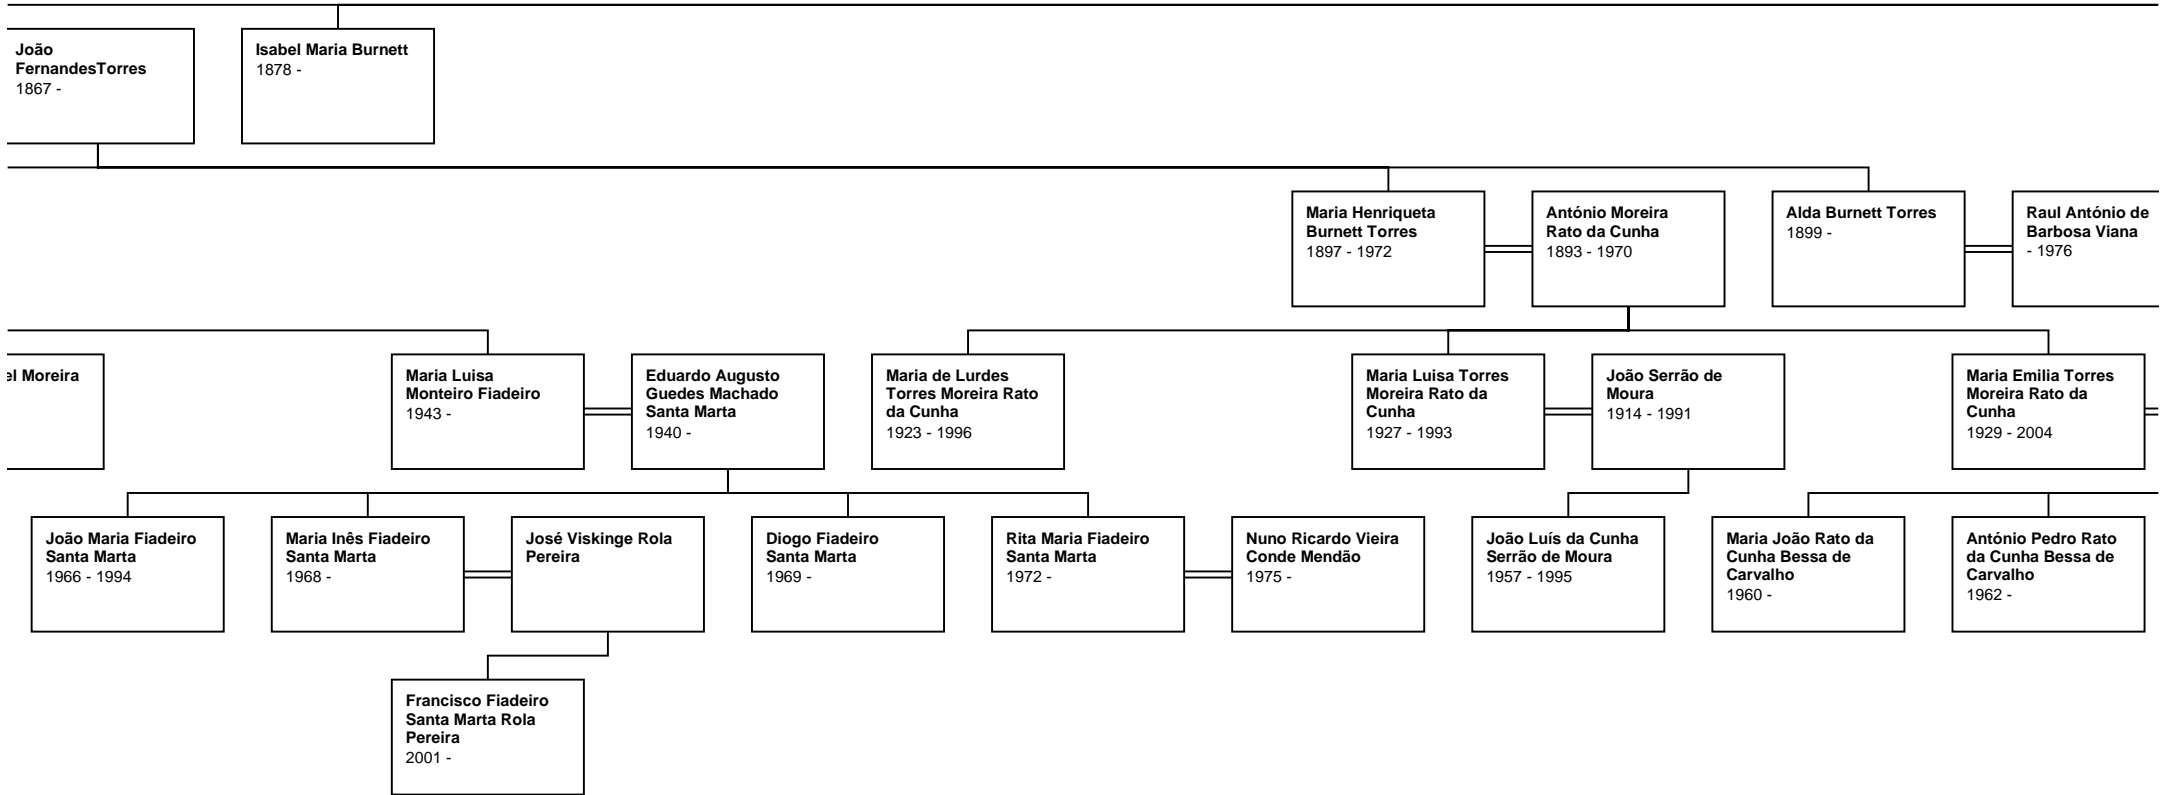 João
FernandesTorres
1867 -
Isabel Maria Burnett
1878 -
Maria Henriqueta
Burnett Torres
1897 - 1972
António Moreira
Rato da Cunha
1893 - 1970
Alda Burnett Torres
1899 -
Raul António de
Barbosa Viana
- 1976
el Moreira
Maria Luisa
Monteiro Fiadeiro
1943 -
Eduardo Augusto
Guedes Machado
Santa Marta
1940 -
Maria de Lurdes
Torres Moreira Rato
da Cunha
1923 - 1996
Maria Luisa Torres
Moreira Rato da
Cunha
1927 - 1993
João Serrão de
Moura
1914 - 1991
Maria Emilia Torres
Moreira Rato da
Cunha
1929 - 2004
João Maria Fiadeiro
Santa Marta
1966 - 1994
Maria Inês Fiadeiro
Santa Marta
1968 -
José Viskinge Rola
Pereira
Diogo Fiadeiro
Santa Marta
1969 -
Rita Maria Fiadeiro
Santa Marta
1972 -
Nuno Ricardo Vieira
Conde Mendão
1975 -
João Luís da Cunha
Serrão de Moura
1957 - 1995
Maria João Rato da
Cunha Bessa de
Carvalho
1960 -
António Pedro Rato
da Cunha Bessa de
Carvalho
1962 -
Francisco Fiadeiro
Santa Marta Rola
Pereira
2001 -